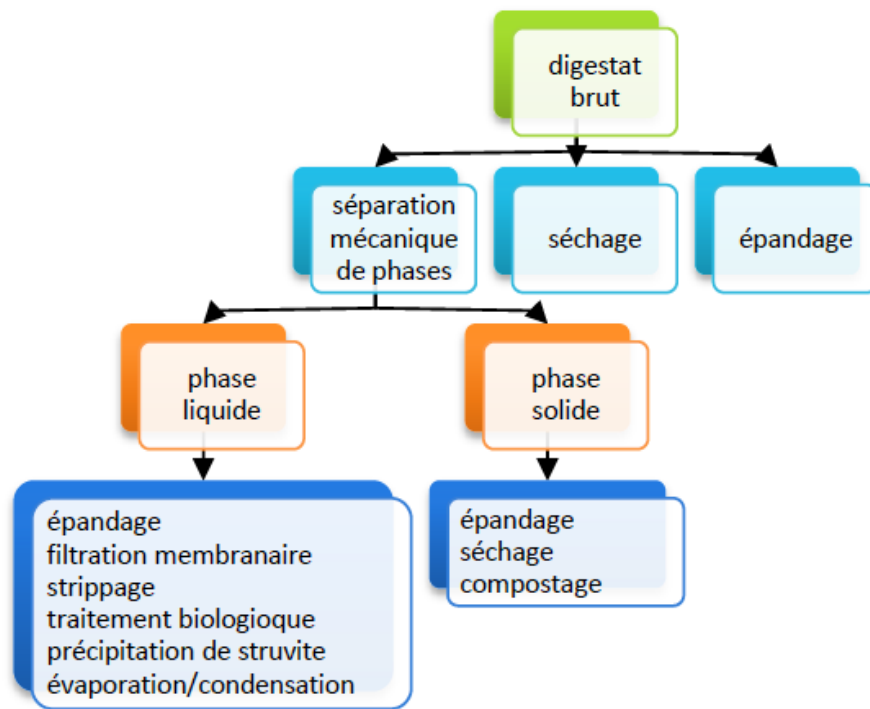 digestat
brut
séparation
mécanique
de phases
séchage
épandage
phase
liquide
phase
solide
épandage
filtration membranaire
strippage
traitement biologioque
précipitation de struvite
évaporation/condensation
épandage
séchage
compostage